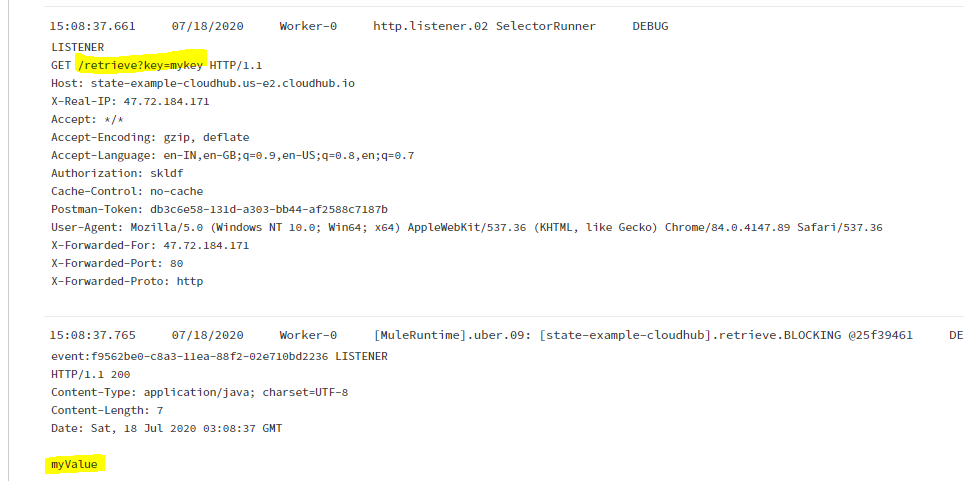 15:08:37.661 07/18/2020 Worker-0 http.listener.02 SelectorRunner DEBUG
LISTENER
GET /retrieve?key=mykey HTTP/1.1
Host: state-example-cloudhub.us-e2.cloudhub.io
X-Real-IP: 47.72.184.171
Accept: */*
Accept-Encoding: gzip, deflate
Accept-Language: en-IN,en-GB;q=0.9,en-US;q=0.8,en;q=0.7
Authorization: skldf
Cache-Control: no-cache
Postman-Token: db3c6e58-131d-a303-bb44-af2588c7187b
User-Agent: Mozilla/5.0 (Windows NT 10.0; Win64; x64) AppleWebKit/537.36 (KHTML, like Gecko) Chrome/84.0.4147.89 Safari/537.36
X-Forwarded-For: 47.72.184.171
X-Forwarded-Port: 80
X-Forwarded-Proto: http
15:08:37.765 07/18/2020 Worker-0 [MuleRuntime].uber.09: [state-example-cloudhub].retrieve.BLOCKING @25f39461 DE
event:f9562be0-c8a3-11ea-88f2-02e710bd2236 LISTENER
HTTP/1.1 200
Content-Type: application/java; charset=UTF-8
Content-Length: 7
Date: Sat, 18 Jul 2020 03:08:37 GMT
myValue